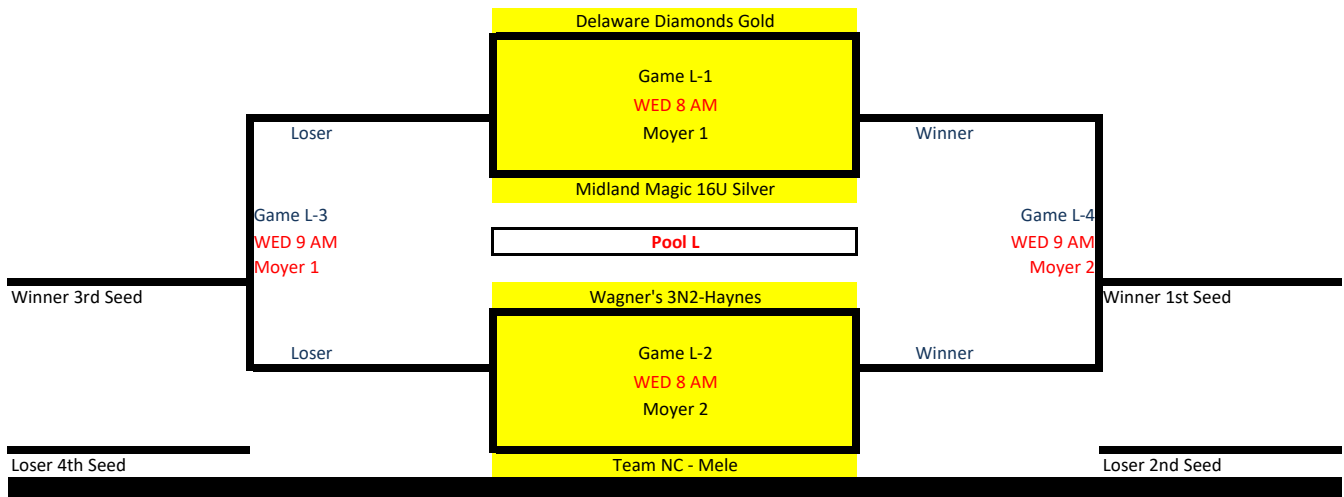 Delaware Diamonds Gold
Game L-1
WED 8 AM
Moyer 1
Loser
Winner
Midland Magic 16U Silver
Game L-3
WED 9 AM
Moyer 1
Pool L
Game L-4
WED 9 AM
Moyer 2
Winner 3rd Seed
Wagner's 3N2-Haynes
Winner 1st Seed
Loser
Game L-2
WED 8 AM
Moyer 2
Winner
Loser 4th Seed
Team NC - Mele
Loser 2nd Seed